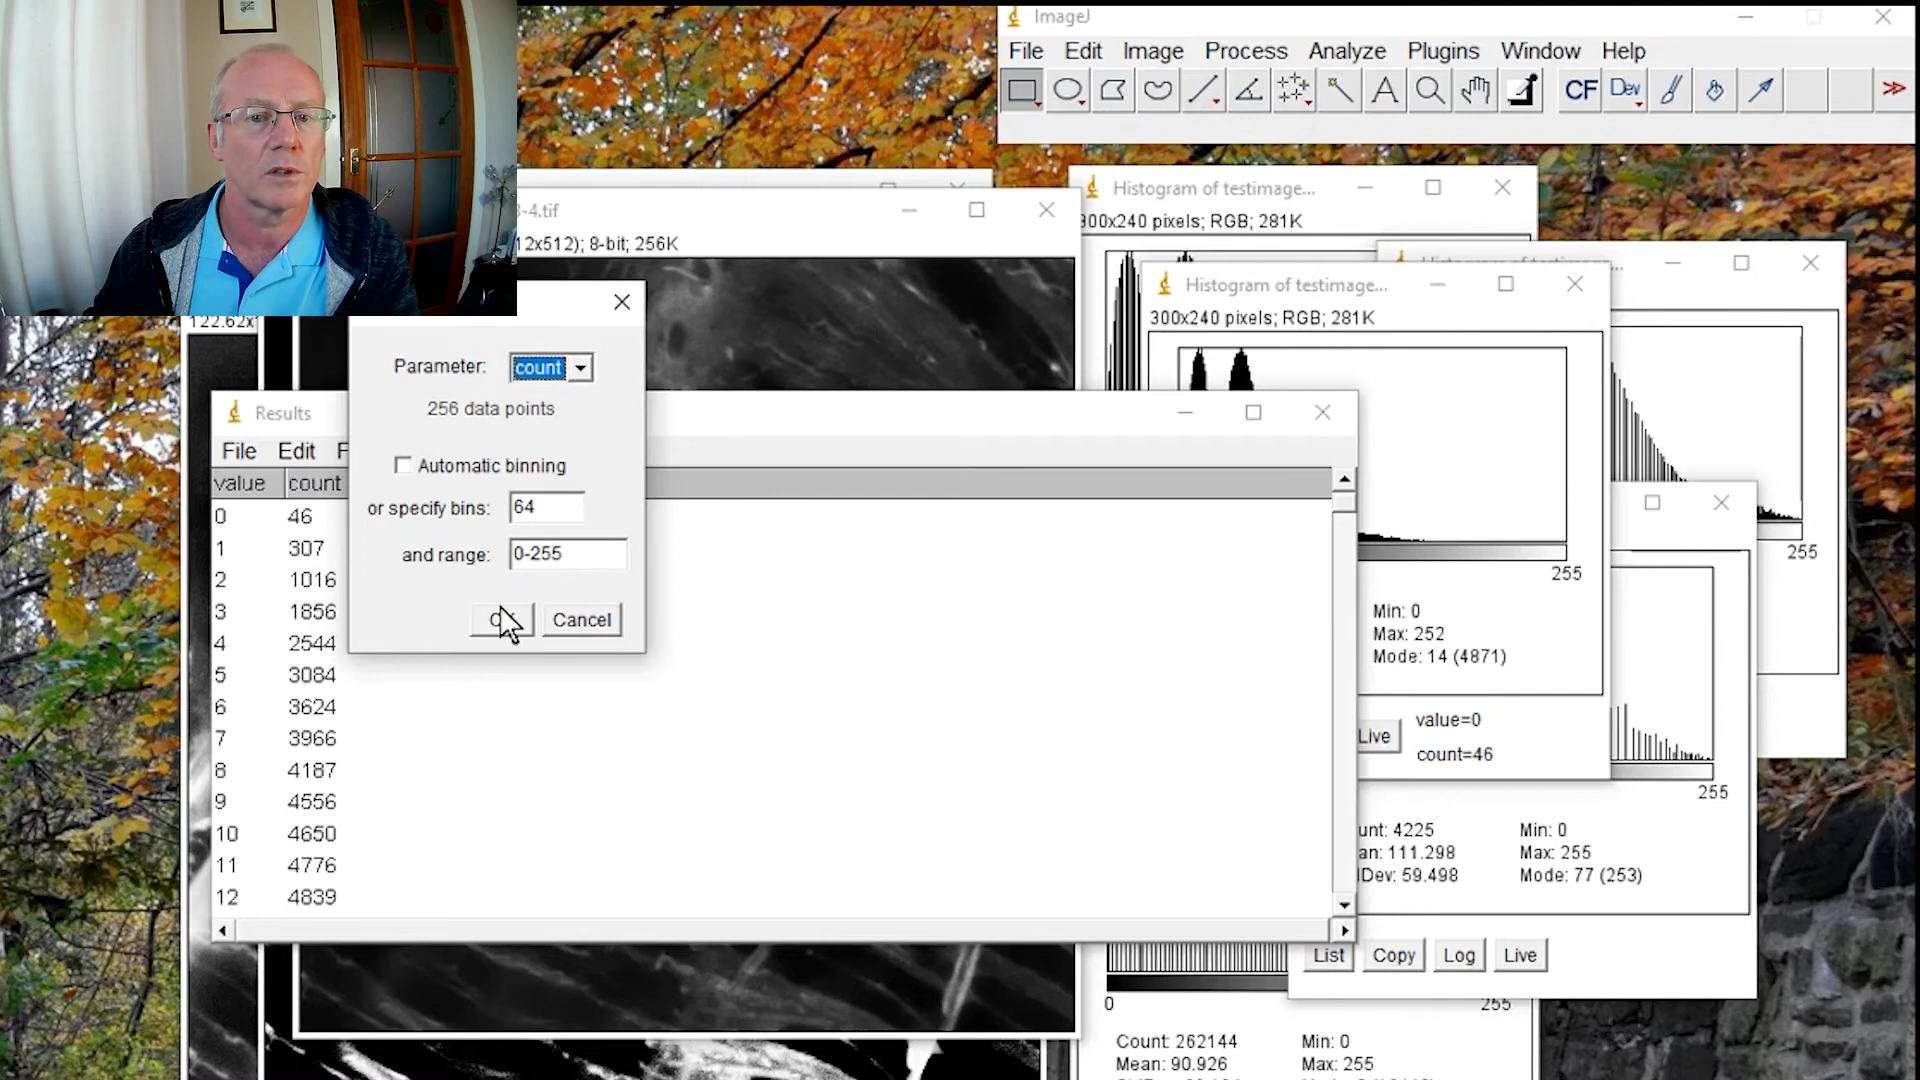 ImageJ
File Edit Image Process Analyze Plugins Window Help
CF Dev
3-4.tif
12x512); 8-bit; 256K
122.62x
Histogram of testimage...
300x240 pixels; RGB; 281K
Histogram of testimage...
300x240 pixels; RGB; 281K
255
Min: 0
Max: 252
Mode: 14 (4871)
Live
value=0
count=46
255
255
Parameter: count
256 data points
Automatic binning
or specify bins: 64
and range: 0-255
Cancel
Results
File Edit F
value count
0 46
1 307
2 1016
3 1856
4 2544
5 3084
6 3624
7 3966
8 4187
9 4556
10 4650
11 4776
12 4839
unt: 4225 Min: 0
an: 111.298 Max: 255
Dev: 59.498 Mode: 77 (253)
List Copy Log Live
0 255
Count: 262144 Min: 0
Mean: 90.926 Max: 255